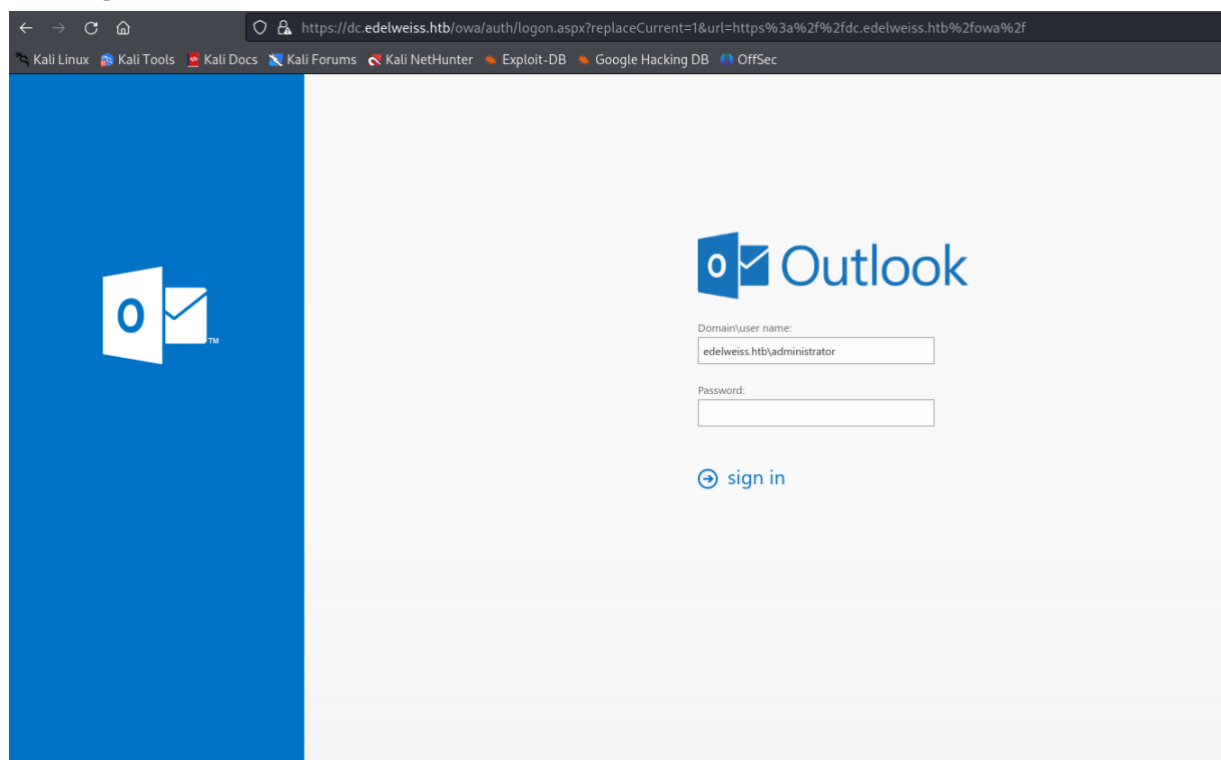 https://dc.edelweiss.htb/owa/auth/logon.aspx?replaceCurrent=1&url=https%3a%2f%2fdc.edelweiss.htb%2fowa%2f
Kali Linux Kali Tools Kali Docs Kali Forums Kali NetHunter Exploit-DB Google Hacking DB OffSec
Outlook
Domain\user name:
edelweiss.htb\administrator
Password:
sign in
TM